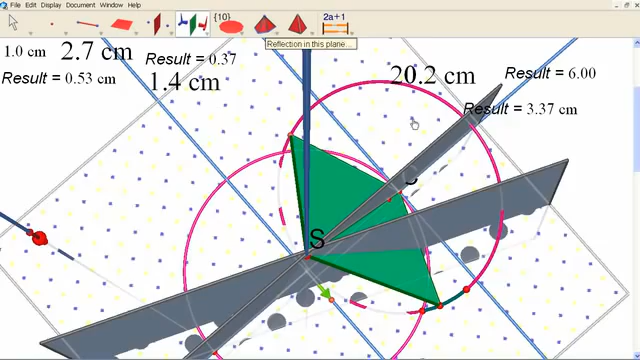 File Edit Display Document Window Help
{10}
2a+1
Reflection in this plane...
1.0 cm
2.7 cm
Result = 0.37
Result = 0.53 cm
1.4 cm
20.2 cm
Result = 6.00
Result = 3.37 cm
S